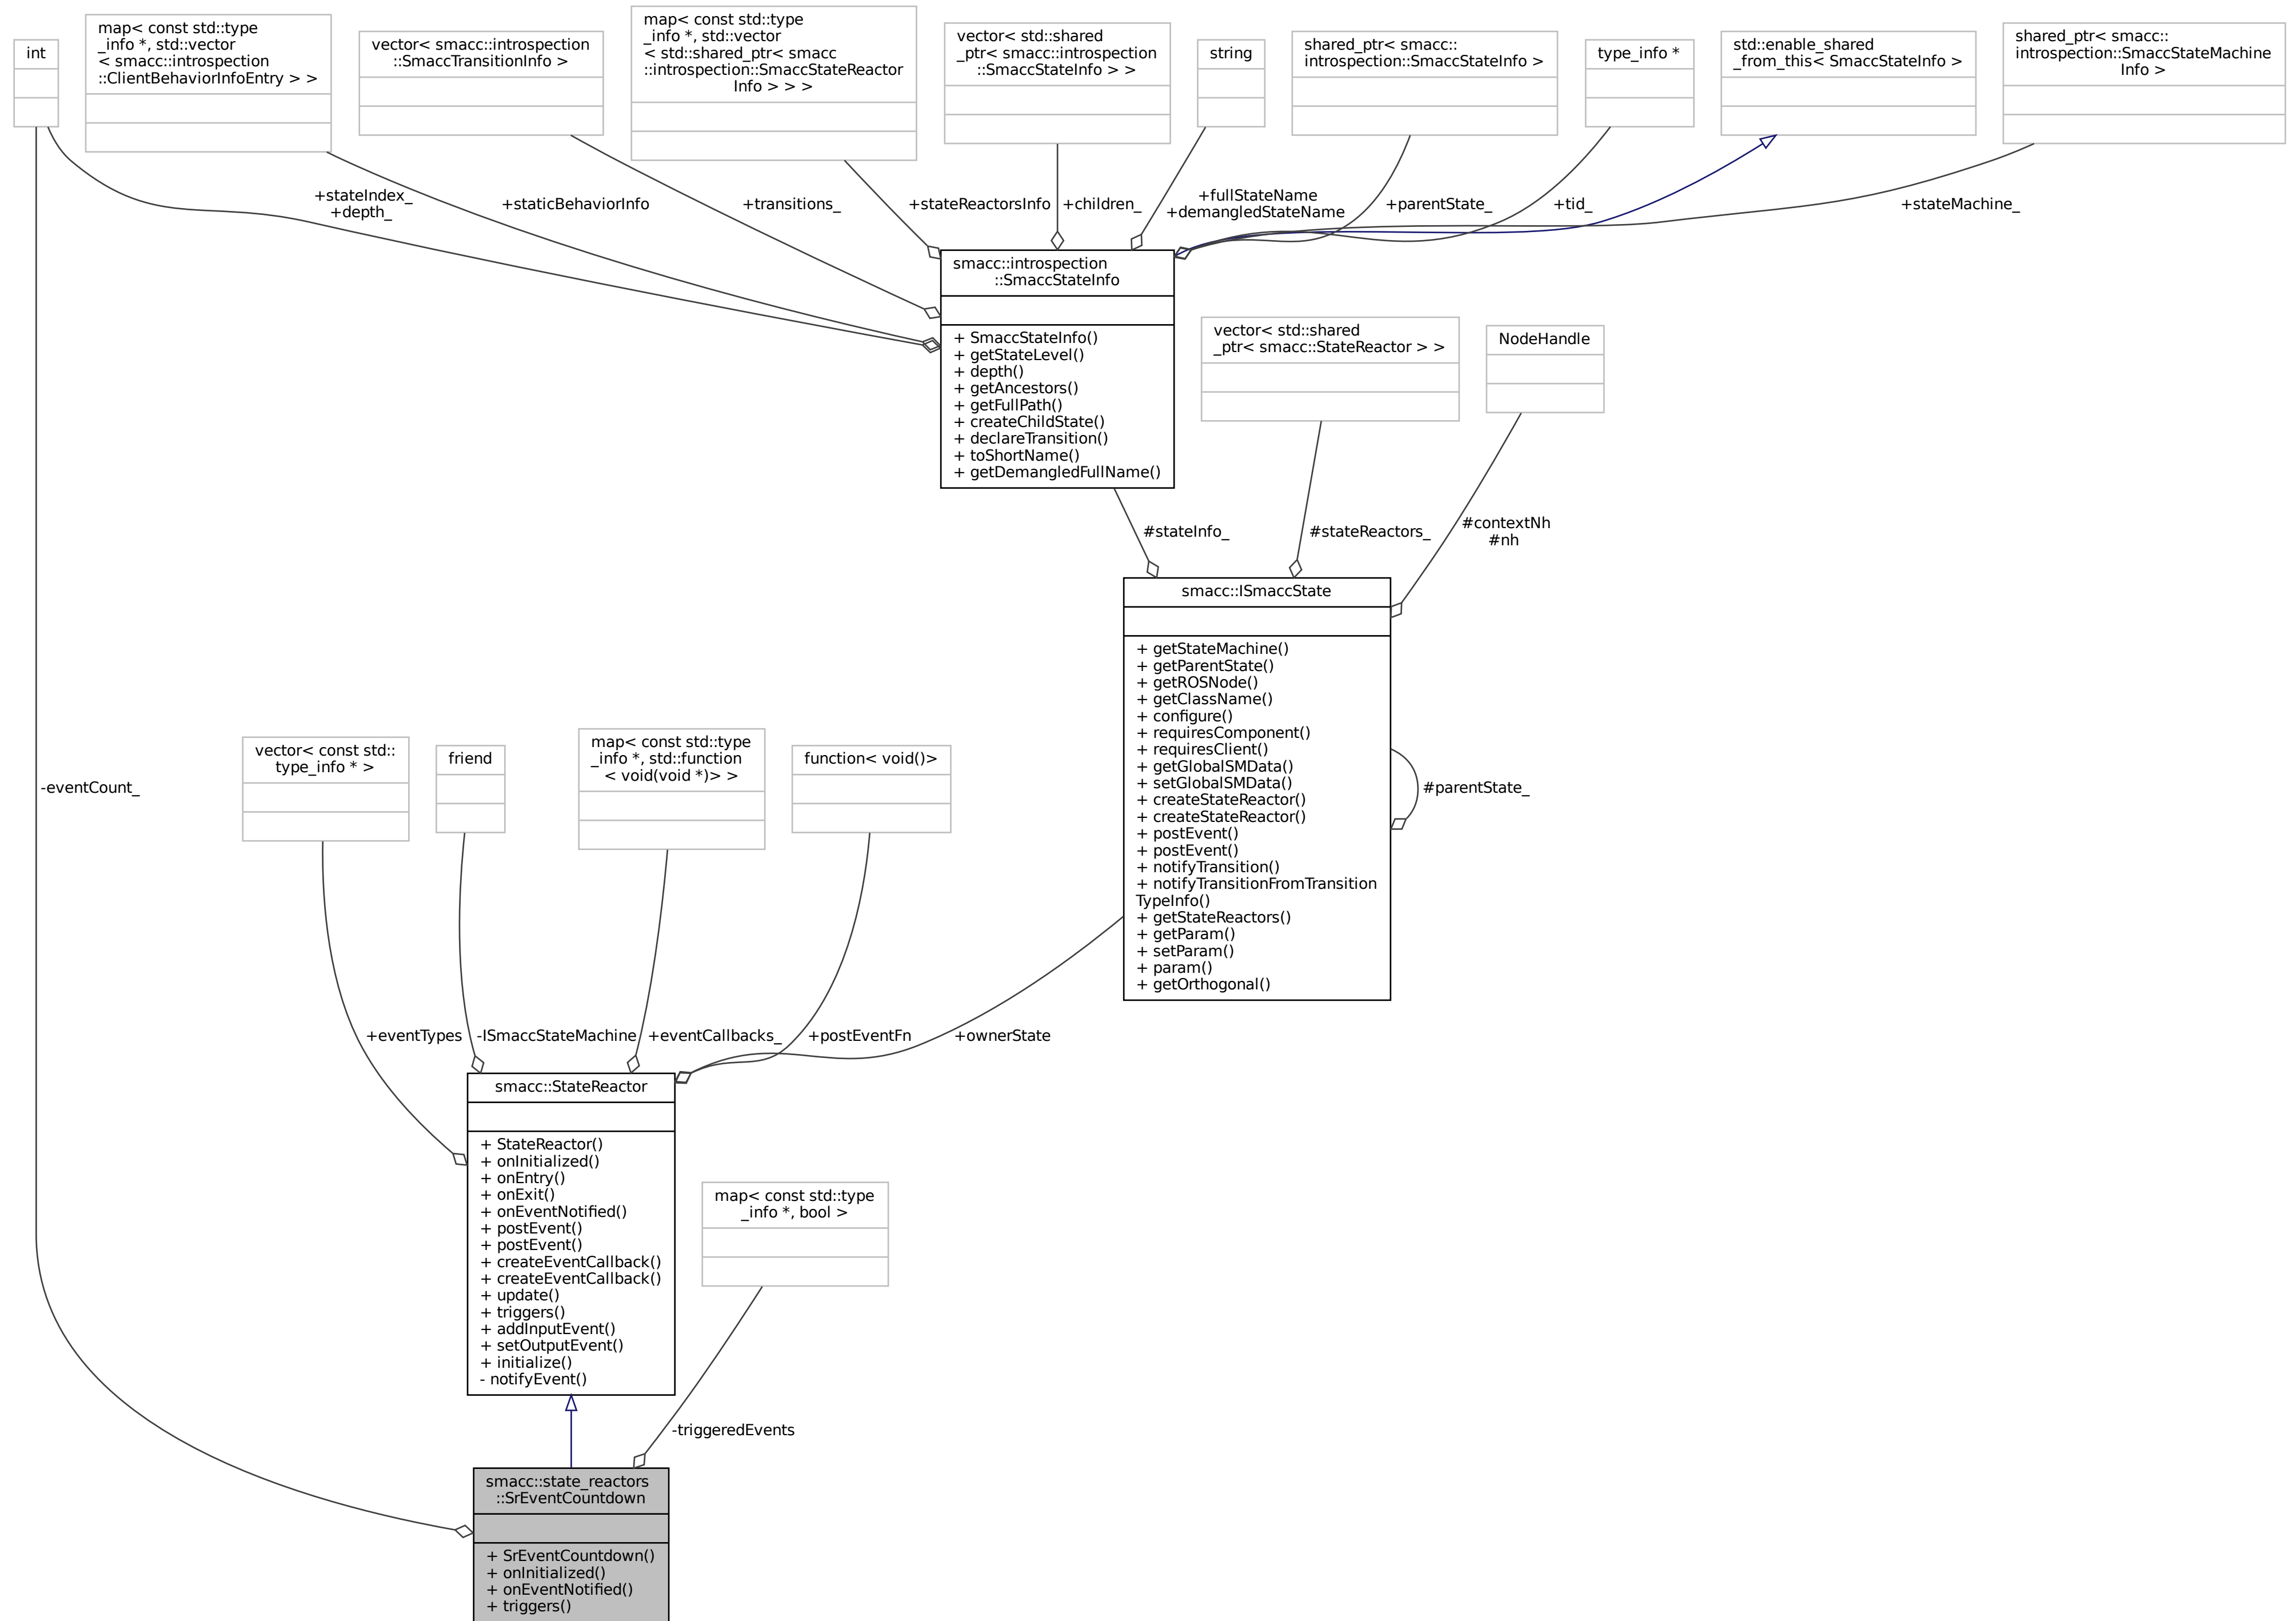 int
map< const std::type
_info *, std::vector
< smacc::introspection
::ClientBehaviorInfoEntry > >
vector< smacc::introspection
::SmaccTransitionInfo >
map< const std::type
_info *, std::vector
< std::shared_ptr< smacc
::introspection::SmaccStateReactor
Info > > >
vector< std::shared
_ptr< smacc::introspection
::SmaccStateInfo > >
string
shared_ptr< smacc::
introspection::SmaccStateInfo >
type_info *
std::enable_shared
_from_this< SmaccStateInfo >
shared_ptr< smacc::
introspection::SmaccStateMachine
Info >
+stateIndex_
+depth_
+staticBehaviorInfo
+transitions_
+stateReactorsInfo
+children_
+fullStateName
+demangledStateName
+parentState_
+tid_
+stateMachine_
smacc::introspection
::SmaccStateInfo
+ SmaccStateInfo()
+ getStateLevel()
+ depth()
+ getAncestors()
+ getFullPath()
+ createChildState()
+ declareTransition()
+ toShortName()
+ getDemangledFullName()
vector< std::shared
_ptr< smacc::StateReactor > >
NodeHandle
#stateInfo_
#stateReactors_
#contextNh
#nh
smacc::ISmaccState
+ getStateMachine()
+ getParentState()
+ getROSNode()
+ getClassName()
+ configure()
+ requiresComponent()
+ requiresClient()
+ getGlobalSMData()
+ setGlobalSMData()
+ createStateReactor()
+ createStateReactor()
+ postEvent()
+ postEvent()
+ notifyTransition()
+ notifyTransitionFromTransition
TypeInfo()
+ getStateReactors()
+ getParam()
+ setParam()
+ param()
+ getOrthogonal()
#parentState_
-eventCount_
vector< const std::
type_info * >
friend
map< const std::type
_info *, std::function
< void(void *)> >
function< void()>
+eventTypes
-ISmaccStateMachine
+eventCallbacks_
+postEventFn
+ownerState
smacc::StateReactor
+ StateReactor()
+ onInitialized()
+ onEntry()
+ onExit()
+ onEventNotified()
+ postEvent()
+ postEvent()
+ createEventCallback()
+ createEventCallback()
+ update()
+ triggers()
+ addInputEvent()
+ setOutputEvent()
+ initialize()
- notifyEvent()
map< const std::type
_info *, bool >
-triggeredEvents
smacc::state_reactors
::SrEventCountdown
+ SrEventCountdown()
+ onInitialized()
+ onEventNotified()
+ triggers()